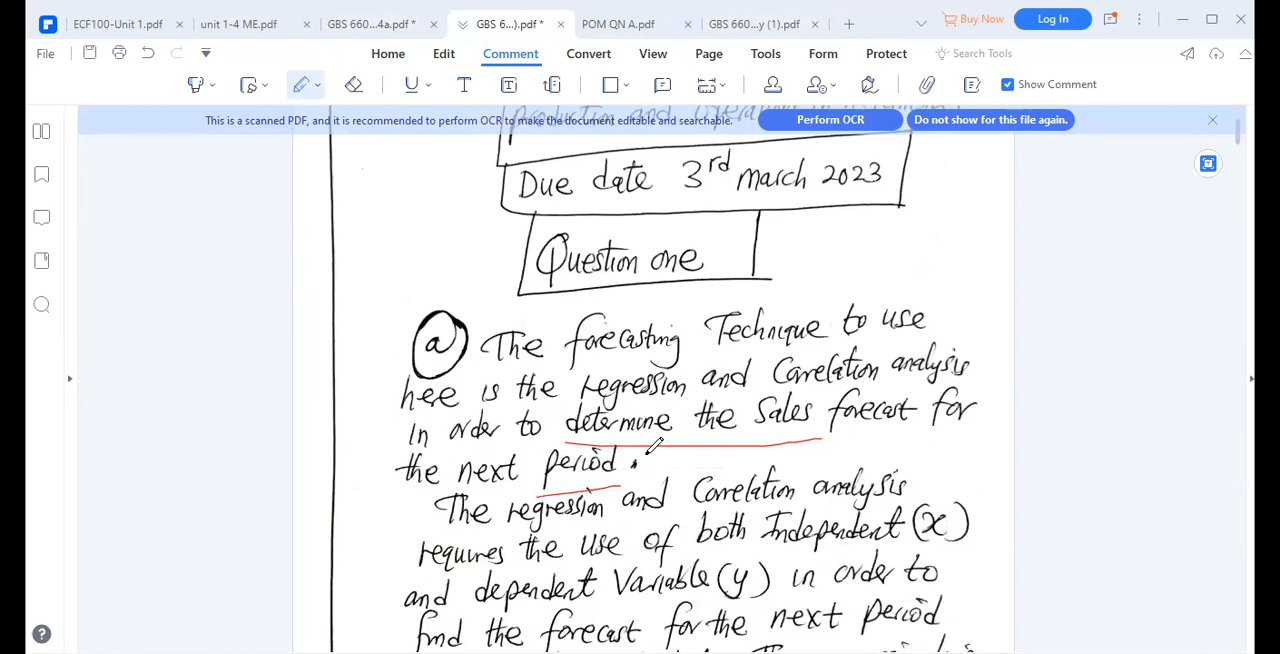 ECF100-Unit 1.pdf
unit 1-4 ME.pdf
GBS 660...4a.pdf *
GBS 6...).pdf *
POM QN A.pdf
GBS 660...y (1).pdf
Buy Now
Log In
File
Home
Edit
Comment
Convert
View
Page
Tools
Form
Protect
Search Tools
Show Comment
production and
This is a scanned PDF, and it is recommended to perform OCR to make the document editable and searchable.
Perform OCR
Do not show for this file again.
Due date 3rd march 2023
Question one
a The forecasting Technique to use
here is the regression and Correlation analysis
In order to determine the Sales forecast for
the next period.
The regression and Correlation analysis
requires the use of both Independent (x)
and dependent Variable (y) in order to
find the forecast for the next period